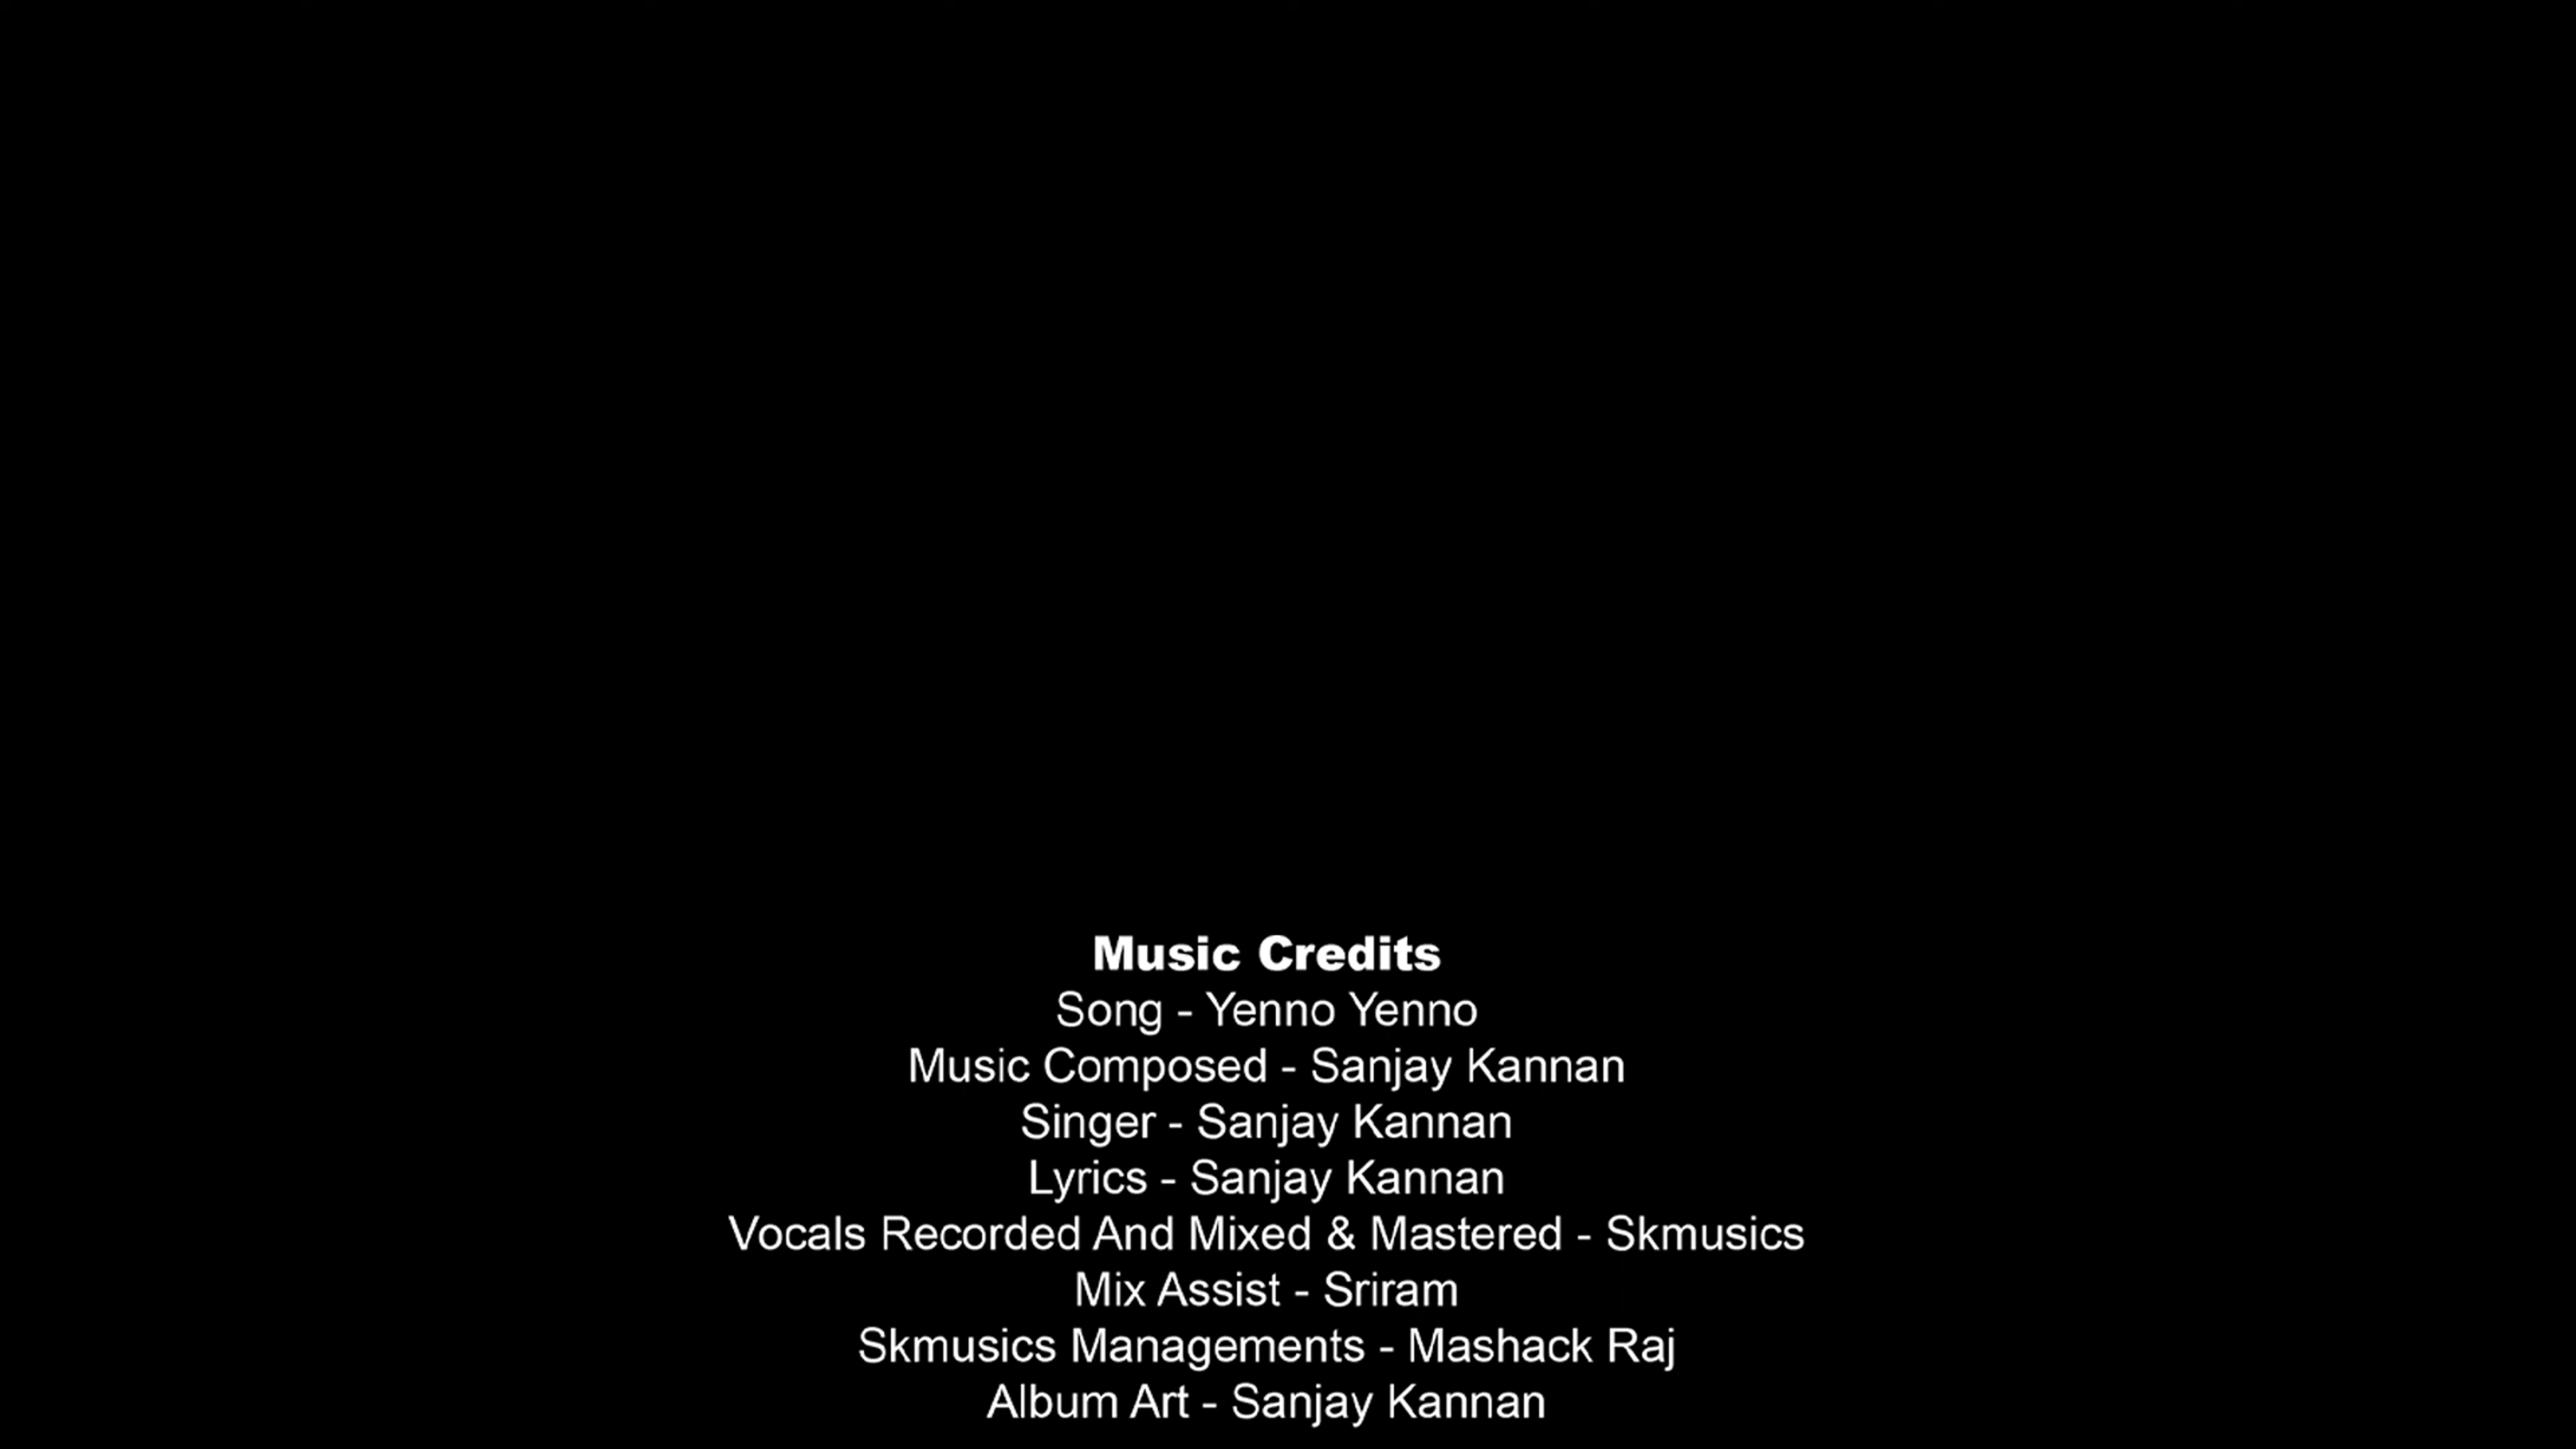 Music Credits
Song - Yenno Yenno
Music Composed - Sanjay Kannan
Singer - Sanjay Kannan
Lyrics - Sanjay Kannan
Vocals Recorded And Mixed & Mastered - Skmusics
Mix Assist - Sriram
Skmusics Managements - Mashack Raj
Album Art - Sanjay Kannan